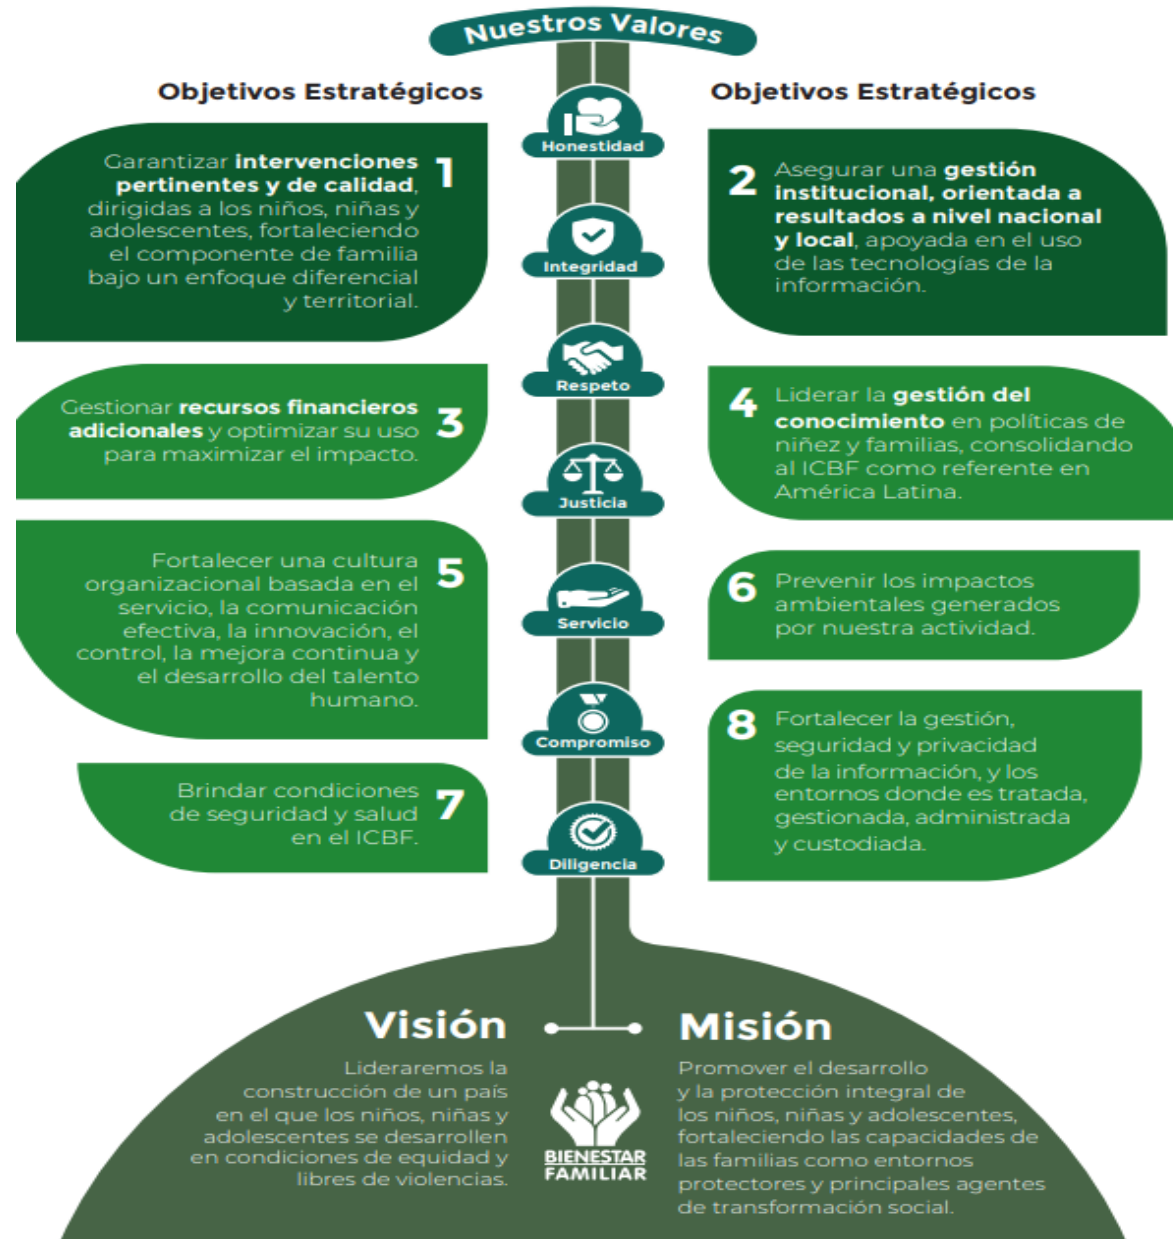 Nuestros Valores
Objetivos Estratégicos
Objetivos Estratégicos
Honestidad
1
Garantizar intervenciones
pertinentes y de calidad,
dirigidas a los niños, niñas y
adolescentes, fortaleciendo
el componente de familia
bajo un enfoque diferencial
y territorial.
2
Asegurar una gestión
institucional, orientada a
resultados a nivel nacional
y local, apoyada en el uso
de las tecnologías de la
información.
Integridad
Respeto
3
Gestionar recursos financieros
adicionales y optimizar su uso
para maximizar el impacto.
4
Liderar la gestión del
conocimiento en políticas de
niñez y familias, consolidando
al ICBF como referente en
América Latina.
Justicia
5
Fortalecer una cultura
organizacional basada en el
servicio, la comunicación
efectiva, la innovación, el
control, la mejora continua y
el desarrollo del talento
humano.
6
Prevenir los impactos
ambientales generados
por nuestra actividad.
Servicio
Compromiso
7
Brindar condiciones
de seguridad y salud
en el ICBF.
8
Fortalecer la gestión,
seguridad y privacidad
de la información, y los
entornos donde es tratada,
gestionada, administrada
y custodiada.
Diligencia
Visión
Lideraremos la
construcción de un país
en el que los niños, niñas y
adolescentes se desarrollen
en condiciones de equidad y
libres de violencias.
BIENESTAR
FAMILIAR
Misión
Promover el desarrollo
y la protección integral de
los niños, niñas y adolescentes,
fortaleciendo las capacidades de
las familias como entornos
protectores y principales agentes
de transformación social.